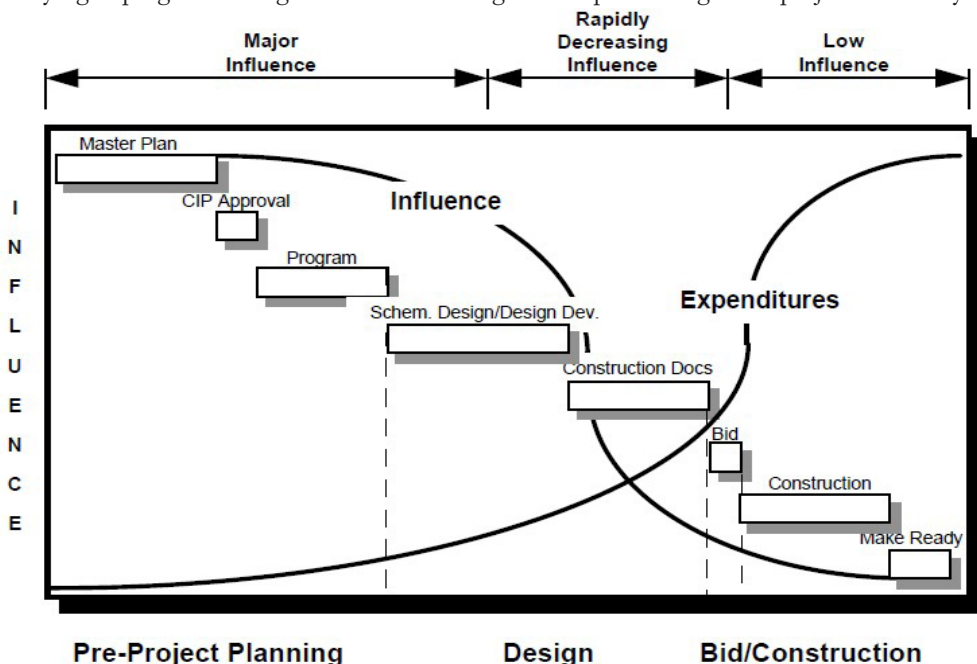 Major
Influence
Rapidly
Decreasing
Influence
Low
Influence
Master Plan
CIP Approval
Influence
Program
Expenditures
Schem. Design/Design Dev.
Construction Docs
Bid
Construction
Make Ready
I
N
F
L
U
E
N
C
E
Pre-Project Planning
Design
Bid/Construction